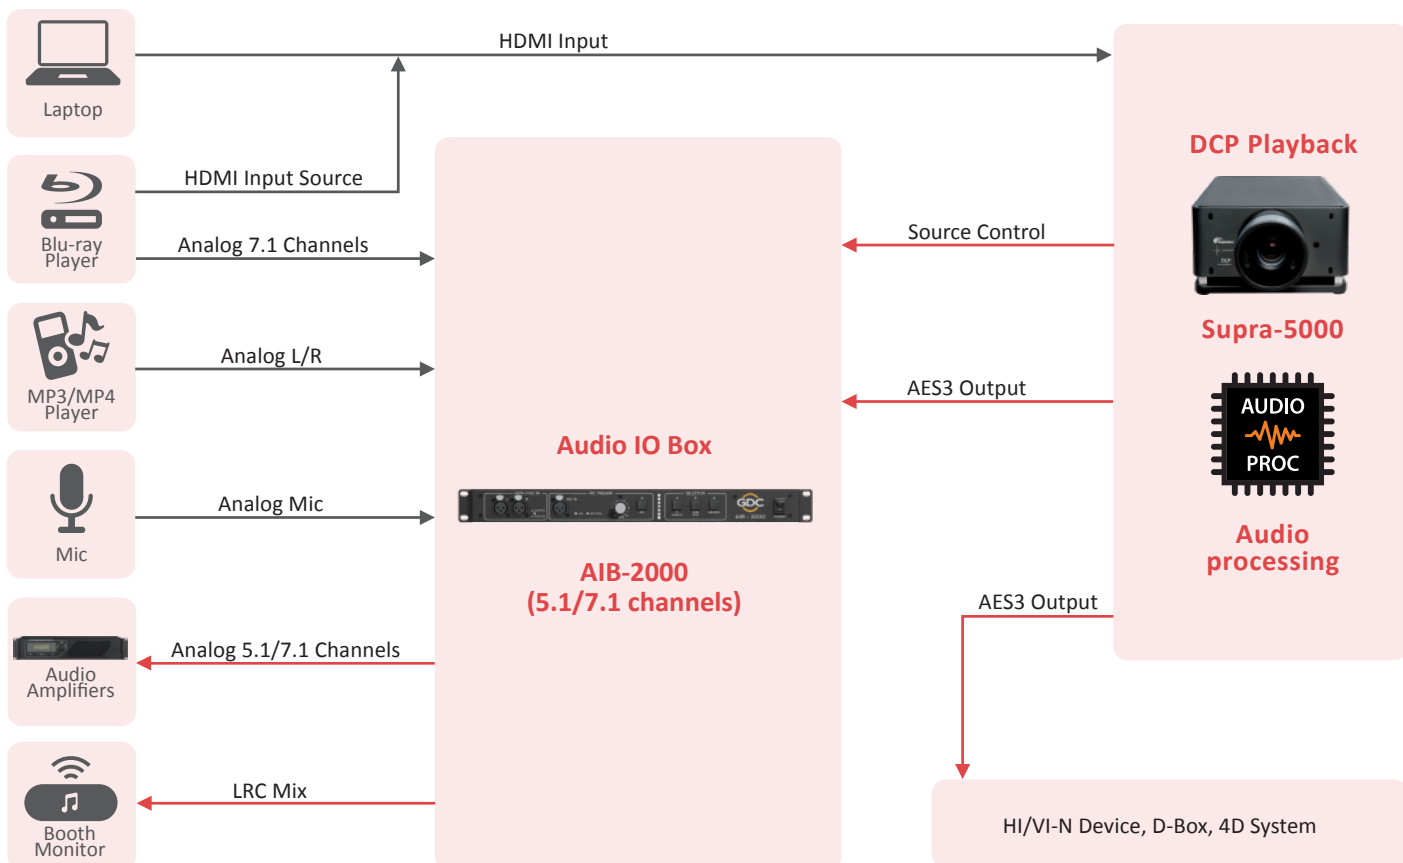 HDMI Input
Laptop
DCP Playback
HDMI Input Source
Blu-ray
Player
Analog 7.1 Channels
Source Control
Supra-5000
Analog L/R
MP3/MP4
Player
AES3 Output
AUDIO
PROC
Audio IO Box
GDC
Analog Mic
Mic
Audio
processing
AIB-2000
(5.1/7.1 channels)
AES3 Output
Analog 5.1/7.1 Channels
Audio
Amplifiers
LRC Mix
Booth
Monitor
HI/VI-N Device, D-Box, 4D System